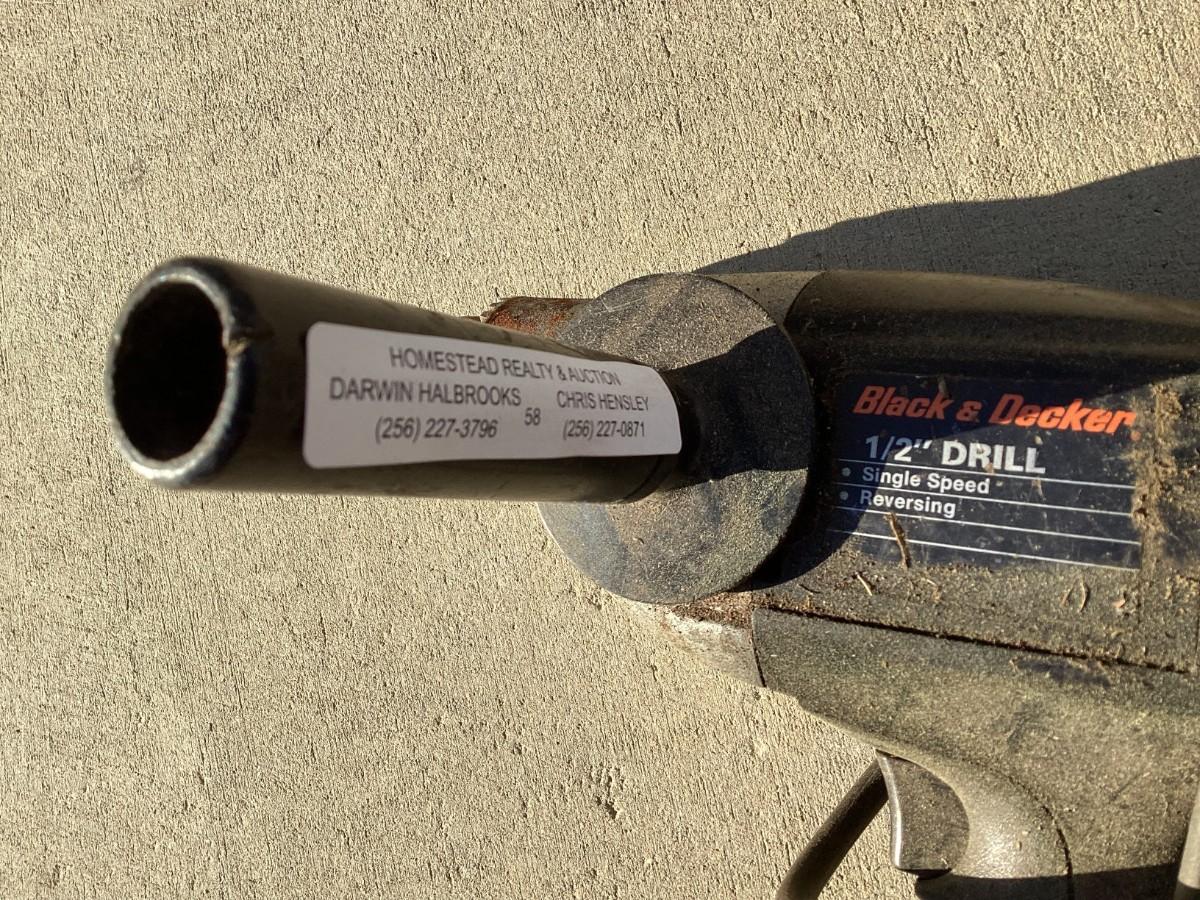 HOMESTEAD REALTY & AUCTION
DARWIN HALBROOKS 58 CHRIS HENSLEY
(256) 227-3796 (256) 227-0871
Black & Decker
1/2" DRILL
• Single Speed
• Reversing